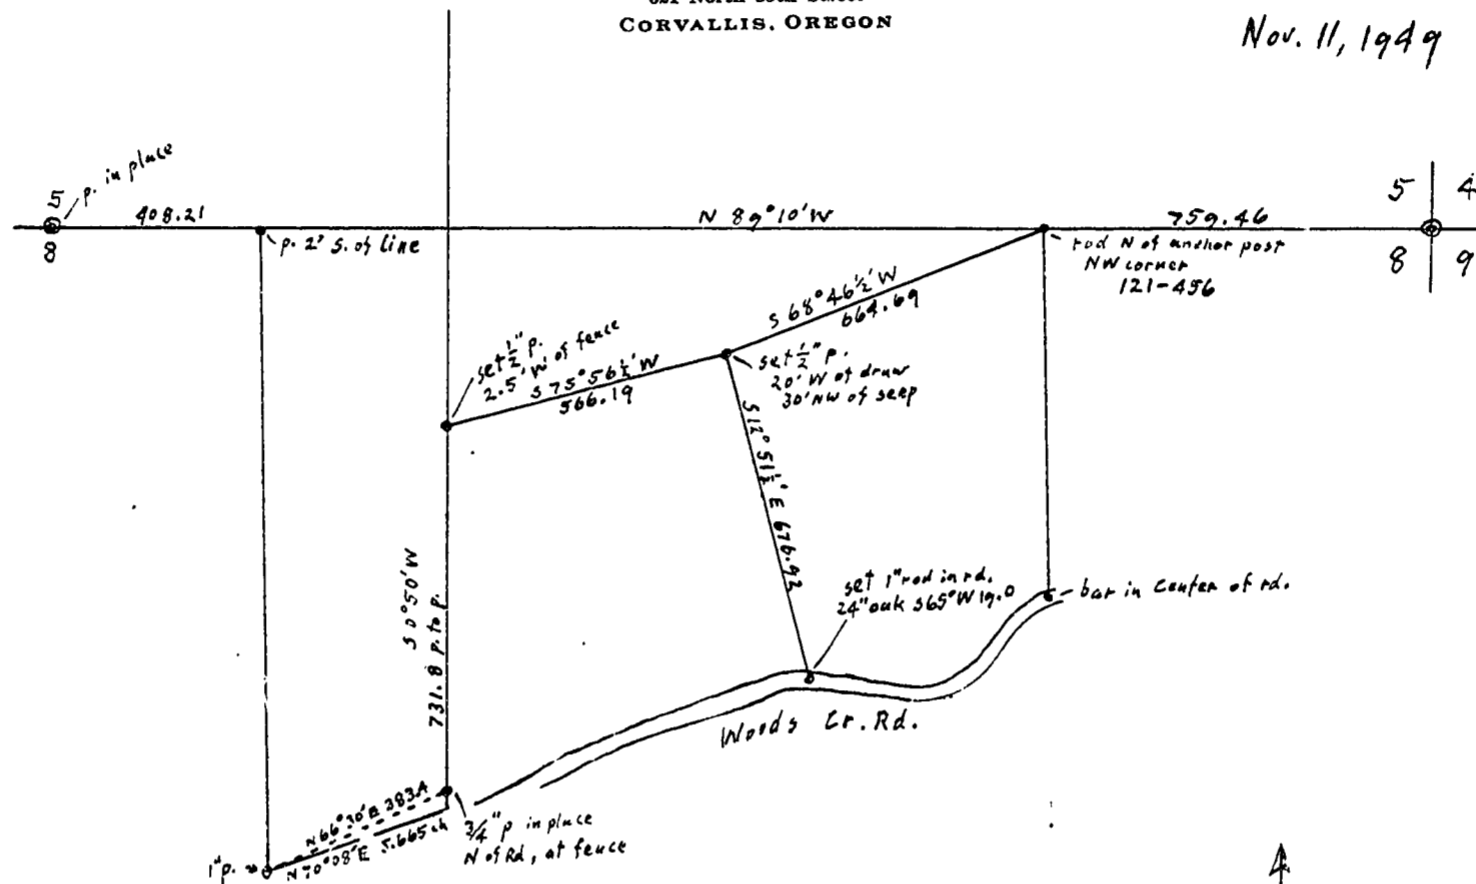 CORVALLIS, OREGON
Nov. 11, 1949
p. in place
5
8
408.21
N 89°10' W
759.46
5 4
8 9
p. 2' S. of line
rod N of anchor post
NW corner
121-456
S 68° 46½' W
664.69
set ½" p.
2.5' W of fence
S 75° 56½' W
566.19
set ½" p.
20' W of draw
30' NW of seep
S 12° 51½' E 676.92
S 0° 50' W
731.8 p. to p.
set 1" rod in rd.
24" oak S65°W 19.0
bar in center of rd.
Woods Cr. Rd.
N 66° 30' E 383.4
N 70° 08' E 5.665 ch
1" p.
3/4" p in place
N of Rd, at fence